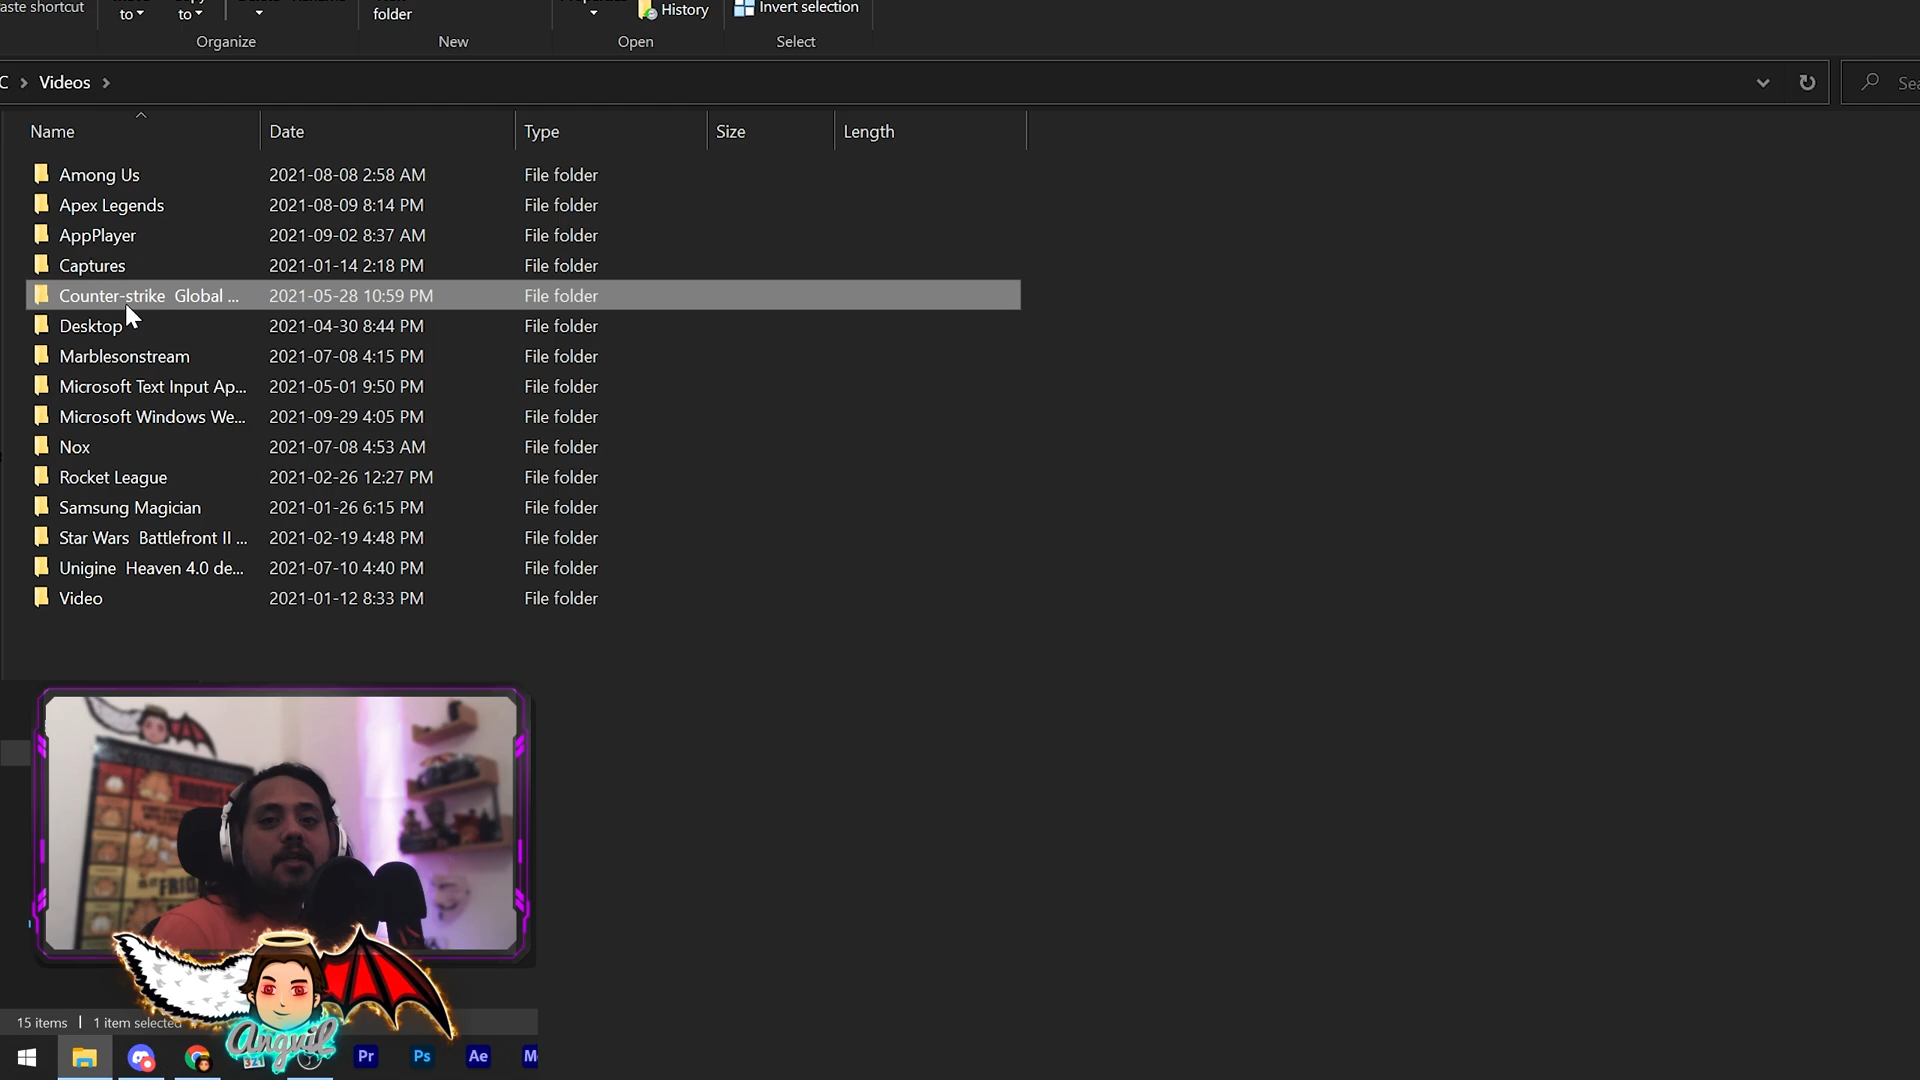 aste shortcut
to
to
folder
History
Invert selection
Organize
New
Open
Select
C > Videos >
Name
Date
Type
Size
Length
Among Us 2021-08-08 2:58 AM File folder
Apex Legends 2021-08-09 8:14 PM File folder
AppPlayer 2021-09-02 8:37 AM File folder
Captures 2021-01-14 2:18 PM File folder
Counter-strike Global ... 2021-05-28 10:59 PM File folder
Desktop 2021-04-30 8:44 PM File folder
Marblesonstream 2021-07-08 4:15 PM File folder
Microsoft Text Input Ap... 2021-05-01 9:50 PM File folder
Microsoft Windows We... 2021-09-29 4:05 PM File folder
Nox 2021-07-08 4:53 AM File folder
Rocket League 2021-02-26 12:27 PM File folder
Samsung Magician 2021-01-26 6:15 PM File folder
Star Wars Battlefront II ... 2021-02-19 4:48 PM File folder
Unigine Heaven 4.0 de... 2021-07-10 4:40 PM File folder
Video 2021-01-12 8:33 PM File folder
15 items
1 item selected
Angvil
321
Pr
Ps
Ae